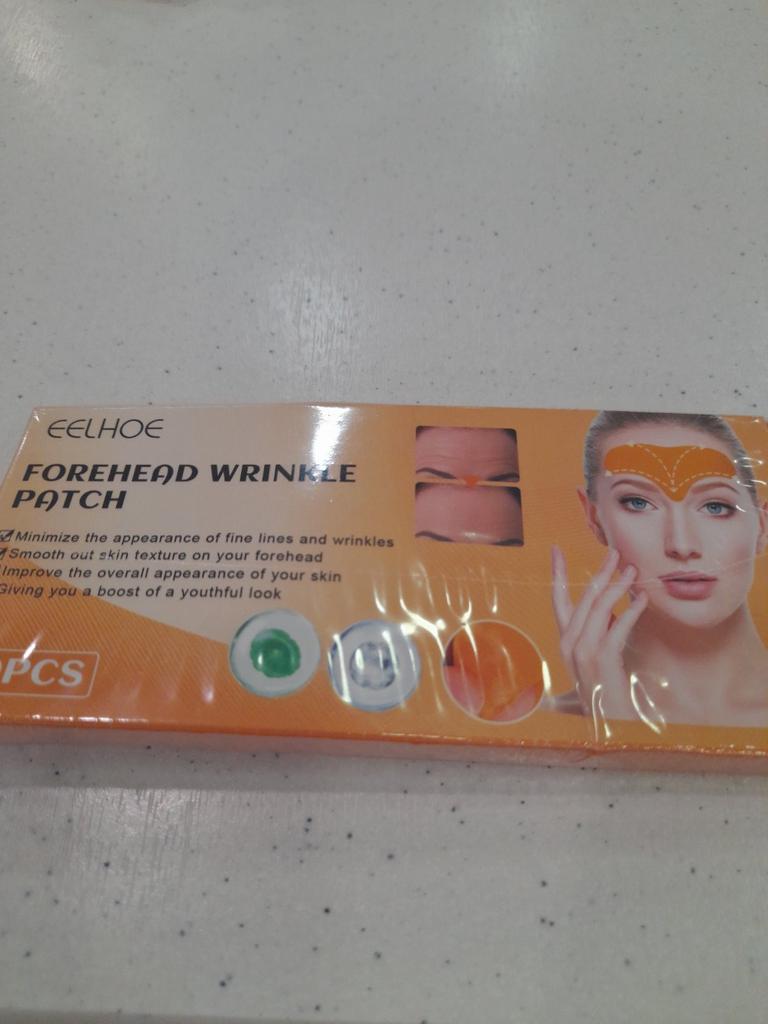 EELHOE
FOREHEAD WRINKLE
PATCH
Minimize the appearance of fine lines and wrinkles
Smooth out skin texture on your forehead
Improve the overall appearance of your skin
Giving you a boost of a youthful look
PCS